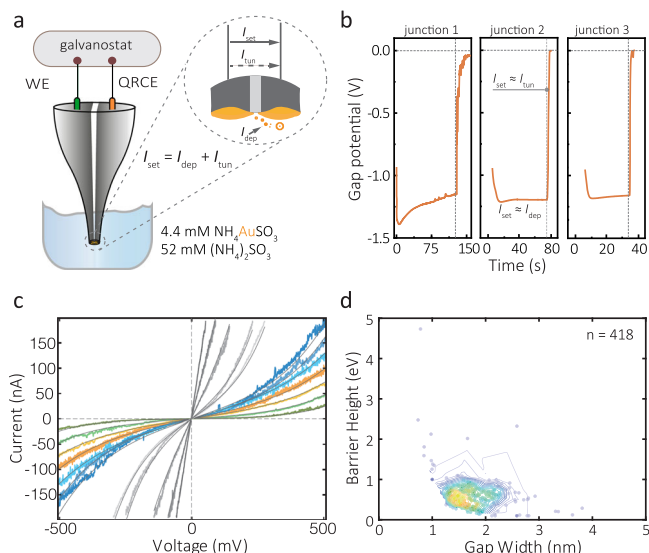 a
galvanostat
WE
QRCE
I_set
I_tun
I_dep
I_set = I_dep + I_tun
4.4 mM NH₄AuSO₃
52 mM (NH₄)₂SO₃
b
junction 1
junction 2
junction 3
0.0
-0.5
-1.0
-1.5
Gap potential (V)
I_set ≈ I_tun
I_set ≈ I_dep
0 75 150
0 40 80
0 40
Time (s)
c
150
100
50
0
-50
-100
-150
Current (nA)
-500 0 500
Voltage (mV)
d
n = 418
5
4
3
2
1
0
Barrier Height (eV)
0 1 2 3 4 5
Gap Width (nm)